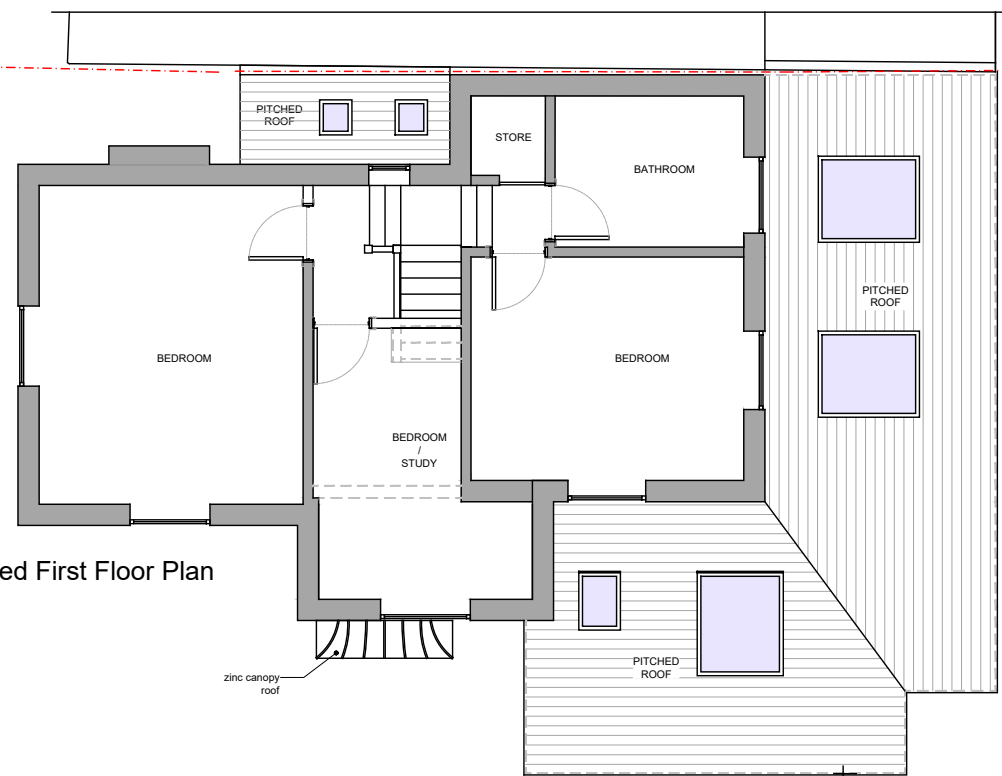 PITCHED
ROOF
STORE
BATHROOM
PITCHED
ROOF
BEDROOM
BEDROOM
BEDROOM
/
STUDY
ed First Floor Plan
PITCHED
ROOF
zinc canopy
roof